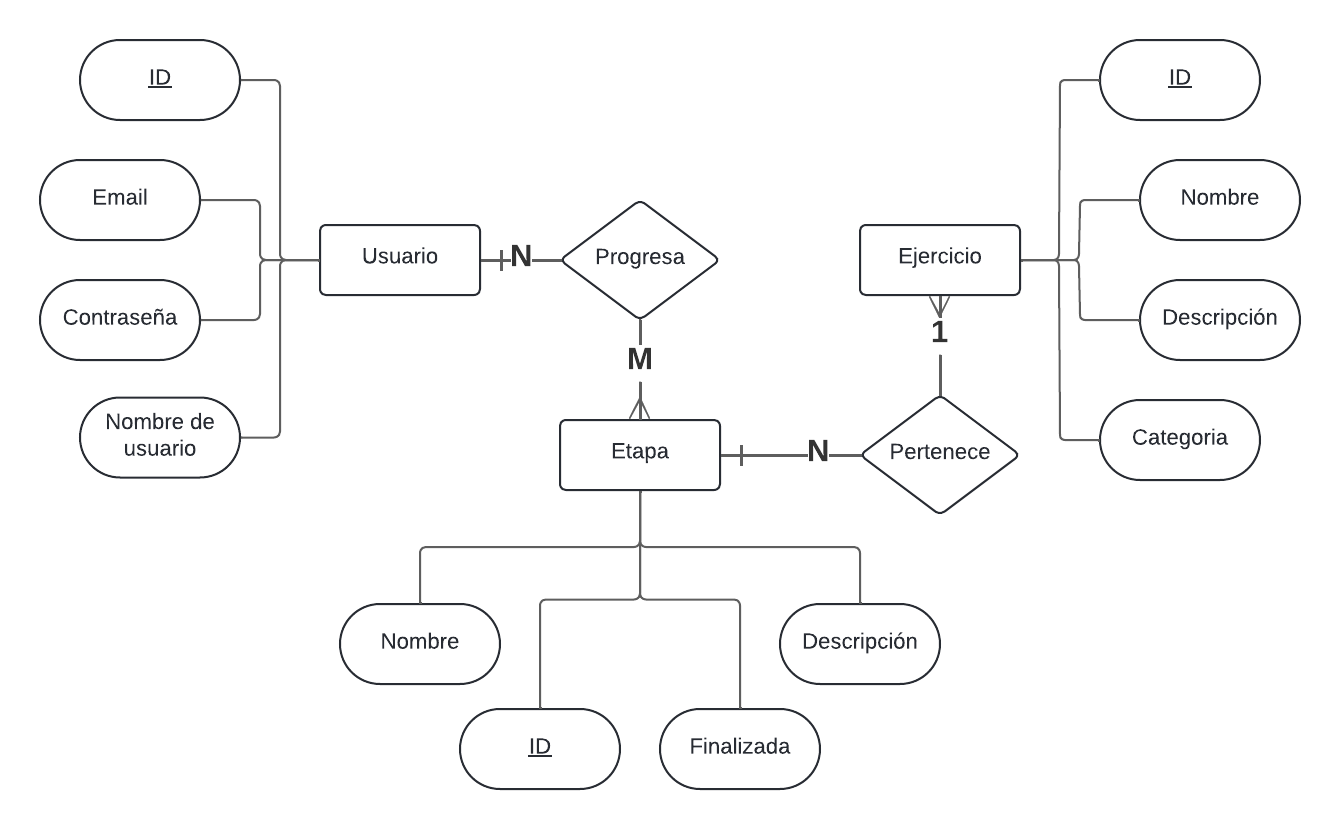 ID
ID
Email
Nombre
Usuario
N
Progresa
Ejercicio
Contraseña
Descripción
1
M
Nombre de
usuario
Categoria
Etapa
N
Pertenece
Nombre
Descripción
ID
Finalizada